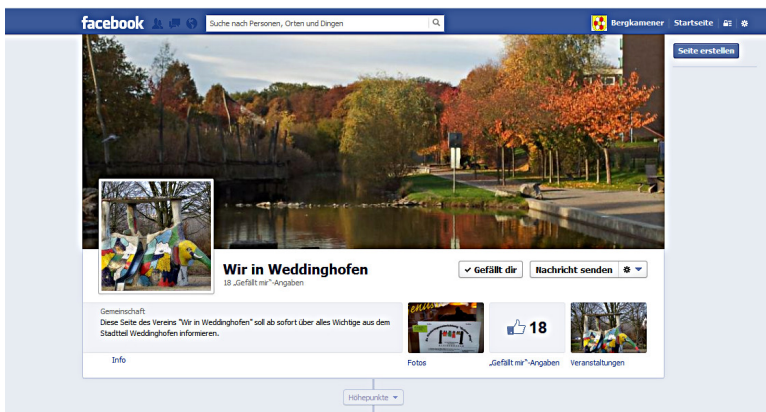 facebook
Suche nach Personen, Orten und Dingen
Bergkamener
Startseite
Seite erstellen
Wir in Weddinghofen
18 „Gefällt mir“-Angaben
Gefällt dir
Nachricht senden
Gemeinschaft
Diese Seite des Vereins "Wir in Weddinghofen" soll ab sofort über alles Wichtige aus dem
Stadtteil Weddinghofen informieren.
Info
18
Fotos
„Gefällt mir“-Angaben
Veranstaltungen
Höhepunkte